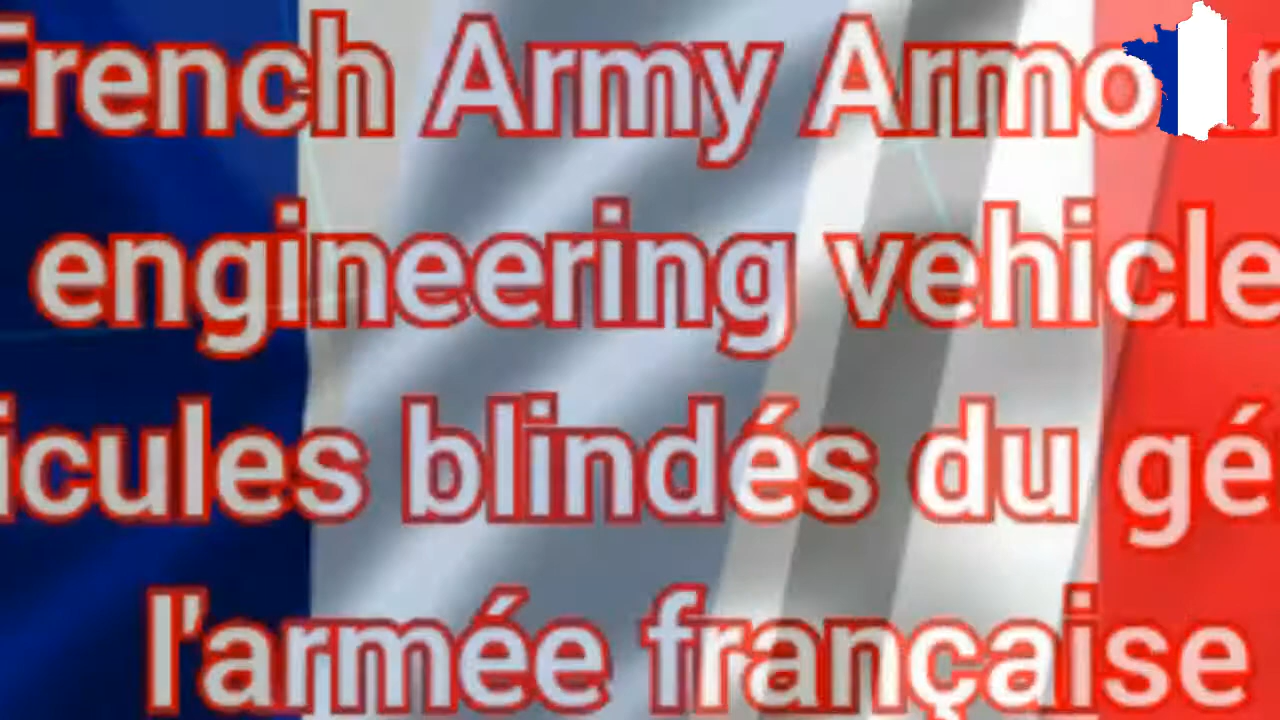 French Army Armo
engineering vehicle
icules blindés du gé
l'armée française